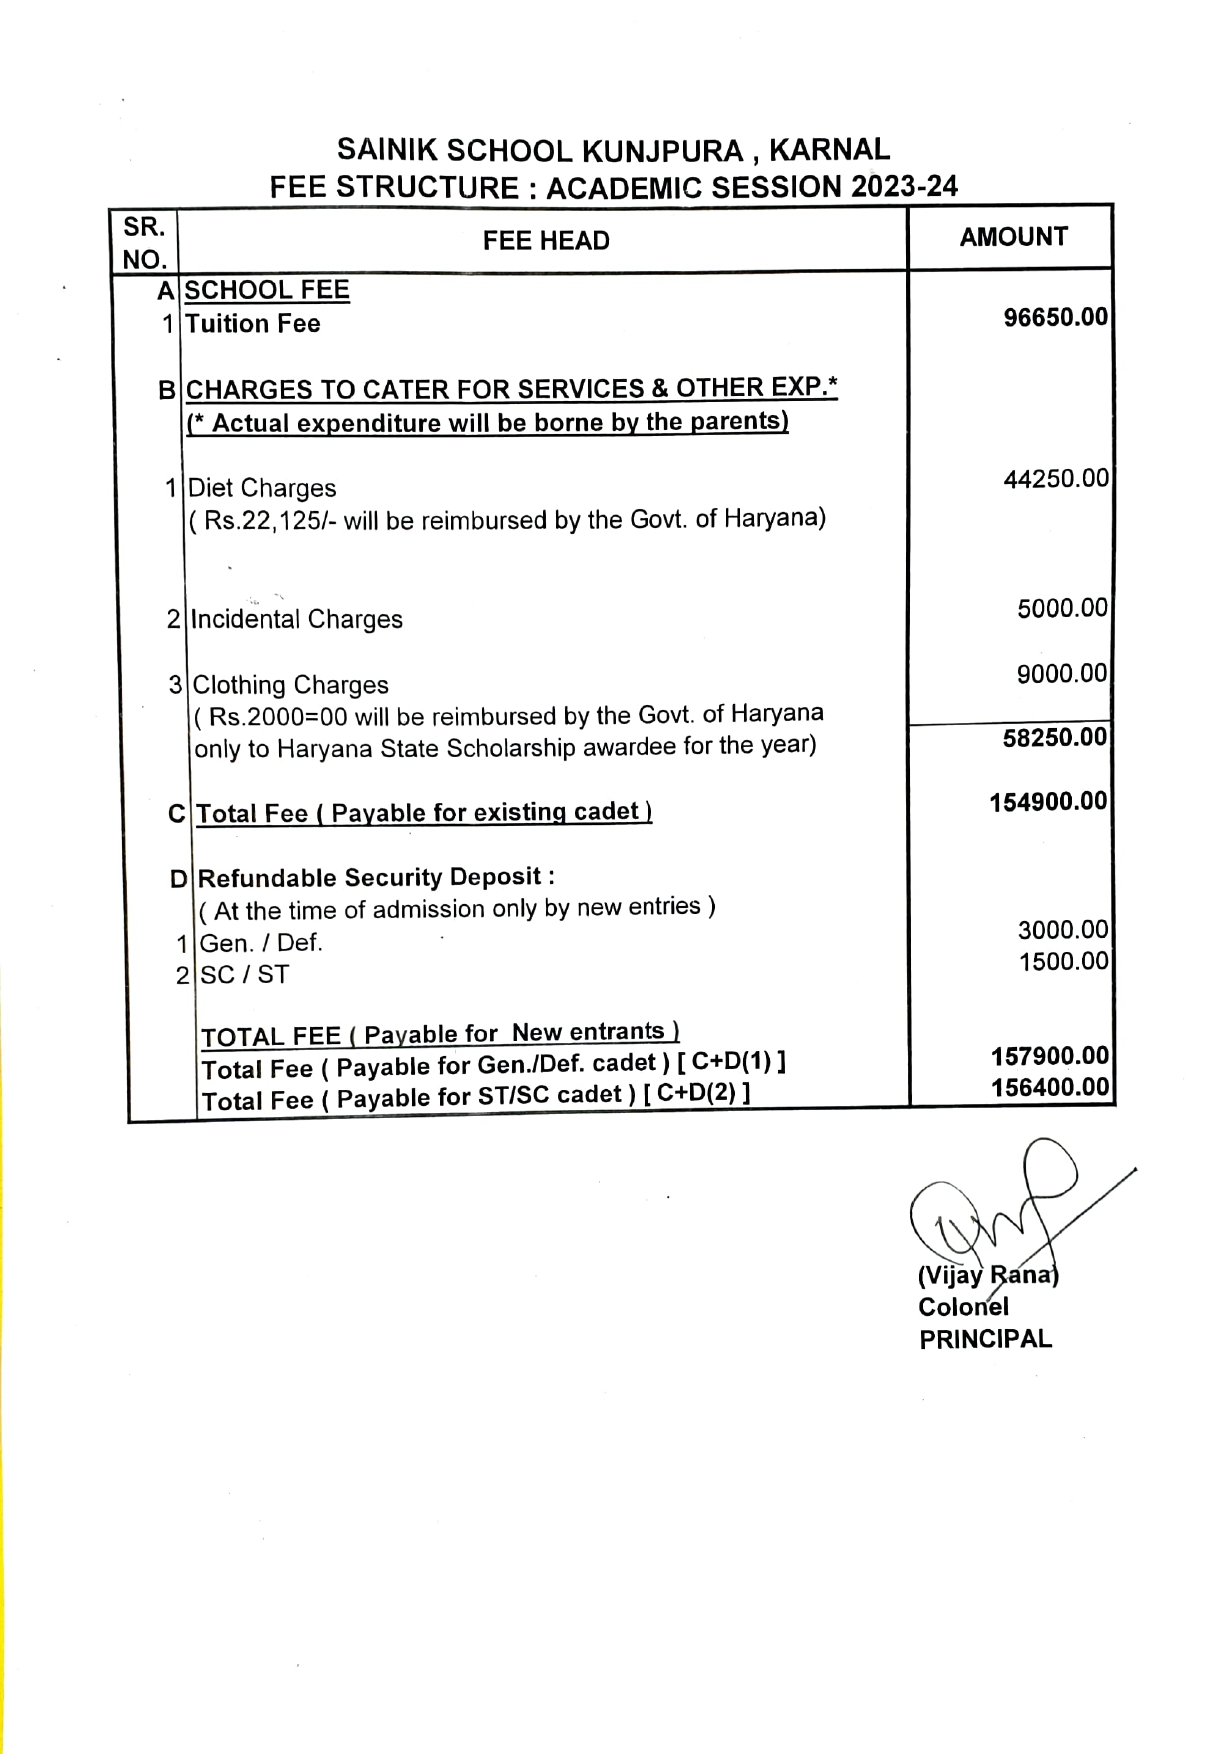 SAINIK SCHOOL KUNJPURA , KARNAL
FEE STRUCTURE : ACADEMIC SESSION 2023-24
SR. NO. FEE HEAD AMOUNT
A SCHOOL FEE
1 Tuition Fee 96650.00
B CHARGES TO CATER FOR SERVICES & OTHER EXP.*
(* Actual expenditure will be borne by the parents)
1 Diet Charges 44250.00
( Rs.22,125/- will be reimbursed by the Govt. of Haryana)
2 Incidental Charges 5000.00
3 Clothing Charges 9000.00
( Rs.2000=00 will be reimbursed by the Govt. of Haryana
only to Haryana State Scholarship awardee for the year) 58250.00
C Total Fee ( Payable for existing cadet ) 154900.00
D Refundable Security Deposit :
( At the time of admission only by new entries )
1 Gen. / Def. 3000.00
2 SC / ST 1500.00
TOTAL FEE ( Payable for New entrants )
Total Fee ( Payable for Gen./Def. cadet ) [ C+D(1) ] 157900.00
Total Fee ( Payable for ST/SC cadet ) [ C+D(2) ] 156400.00
(Vijay Rana)
Colonel
PRINCIPAL